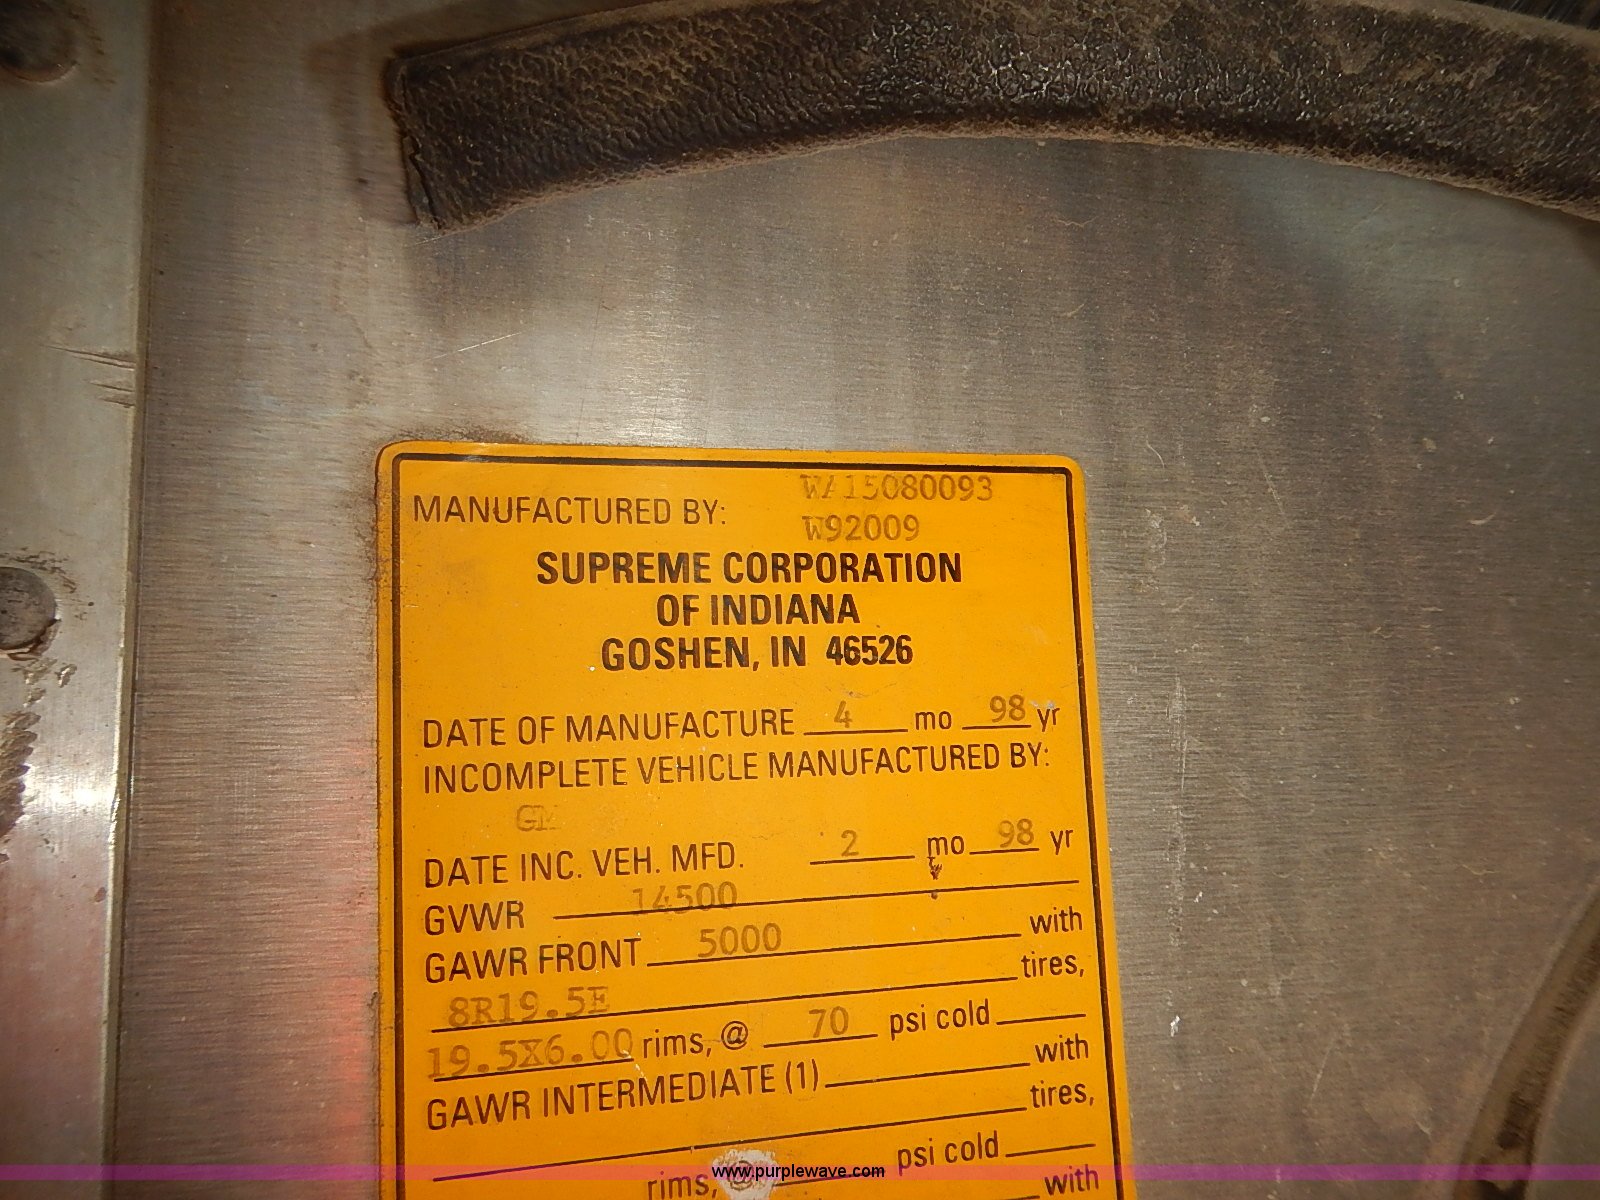 WA15080093
MANUFACTURED BY:
W92009
SUPREME CORPORATION
OF INDIANA
GOSHEN, IN 46526
DATE OF MANUFACTURE 4 mo 98 yr
INCOMPLETE VEHICLE MANUFACTURED BY:
GM
DATE INC. VEH. MFD. 2 mo 98 yr
GVWR 14500
GAWR FRONT 5000 with
8R19.5E tires,
19.5X6.00 rims, @ 70 psi cold
GAWR INTERMEDIATE (1) with
tires,
rims, @ psi cold
with
www.purplewave.com